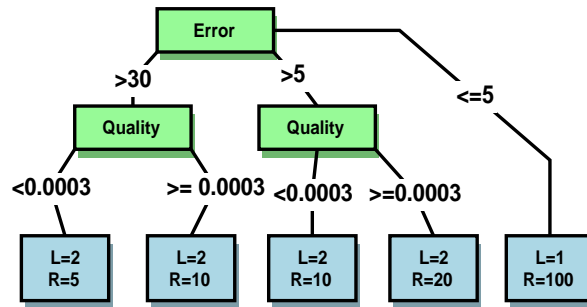 Error
>30
>5
<=5
Quality
Quality
<0.0003
>= 0.0003
<0.0003
>=0.0003
L=2
R=5
L=2
R=10
L=2
R=10
L=2
R=20
L=1
R=100